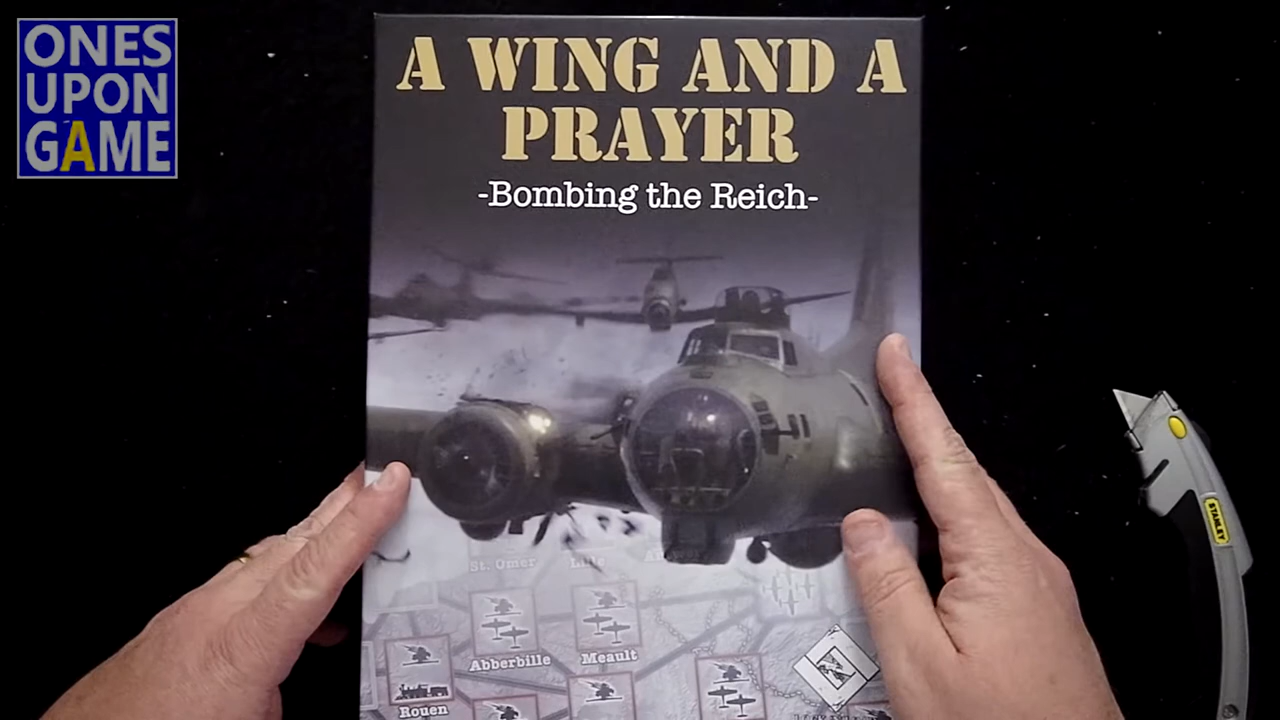 ONES
UPON
GAME
A WING AND A
PRAYER
-Bombing the Reich-
St. Omer
Lille
Abberbille
Meault
Rouen
STANLEY